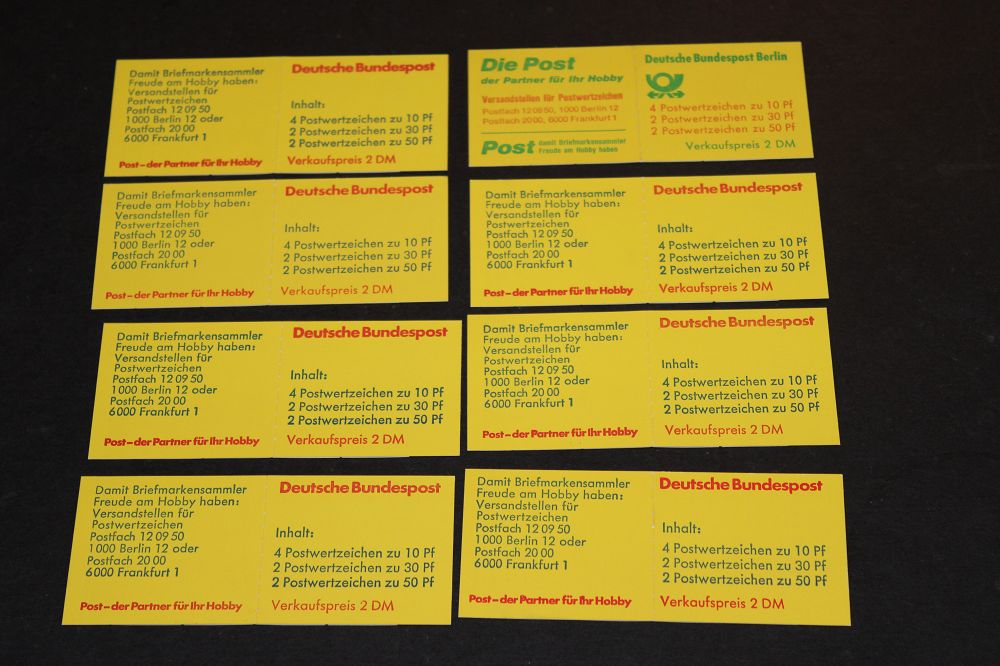 Damit Briefmarkensammler
Freude am Hobby haben:
Versandstellen für
Postwertzeichen
Postfach 12 09 50
1000 Berlin 12 oder
Postfach 20 00
6000 Frankfurt 1
Post – der Partner für Ihr Hobby
Deutsche Bundespost
Inhalt:
4 Postwertzeichen zu 10 Pf
2 Postwertzeichen zu 30 Pf
2 Postwertzeichen zu 50 Pf
Verkaufspreis 2 DM
Die Post
der Partner für Ihr Hobby
Versandstellen für Postwertzeichen
Postfach 12 09 50, 1000 Berlin 12
Postfach 20 00, 6000 Frankfurt 1
Post damit Briefmarkensammler
Freude am Hobby haben
Deutsche Bundespost Berlin
4 Postwertzeichen zu 10 Pf
2 Postwertzeichen zu 30 Pf
2 Postwertzeichen zu 50 Pf
Verkaufspreis 2 DM
Damit Briefmarkensammler
Freude am Hobby haben:
Versandstellen für
Postwertzeichen
Postfach 12 09 50
1000 Berlin 12 oder
Postfach 20 00
6000 Frankfurt 1
Post – der Partner für Ihr Hobby
Deutsche Bundespost
Inhalt:
4 Postwertzeichen zu 10 Pf
2 Postwertzeichen zu 30 Pf
2 Postwertzeichen zu 50 Pf
Verkaufspreis 2 DM
Damit Briefmarkensammler
Freude am Hobby haben:
Versandstellen für
Postwertzeichen
Postfach 12 09 50
1000 Berlin 12 oder
Postfach 20 00
6000 Frankfurt 1
Post – der Partner für Ihr Hobby
Deutsche Bundespost
Inhalt:
4 Postwertzeichen zu 10 Pf
2 Postwertzeichen zu 30 Pf
2 Postwertzeichen zu 50 Pf
Verkaufspreis 2 DM
Damit Briefmarkensammler
Freude am Hobby haben:
Versandstellen für
Postwertzeichen
Postfach 12 09 50
1000 Berlin 12 oder
Postfach 20 00
6000 Frankfurt 1
Post – der Partner für Ihr Hobby
Deutsche Bundespost
Inhalt:
4 Postwertzeichen zu 10 Pf
2 Postwertzeichen zu 30 Pf
2 Postwertzeichen zu 50 Pf
Verkaufspreis 2 DM
Damit Briefmarkensammler
Freude am Hobby haben:
Versandstellen für
Postwertzeichen
Postfach 12 09 50
1000 Berlin 12 oder
Postfach 20 00
6000 Frankfurt 1
Post – der Partner für Ihr Hobby
Deutsche Bundespost
Inhalt:
4 Postwertzeichen zu 10 Pf
2 Postwertzeichen zu 30 Pf
2 Postwertzeichen zu 50 Pf
Verkaufspreis 2 DM
Damit Briefmarkensammler
Freude am Hobby haben:
Versandstellen für
Postwertzeichen
Postfach 12 09 50
1000 Berlin 12 oder
Postfach 20 00
6000 Frankfurt 1
Post – der Partner für Ihr Hobby
Deutsche Bundespost
Inhalt:
4 Postwertzeichen zu 10 Pf
2 Postwertzeichen zu 30 Pf
2 Postwertzeichen zu 50 Pf
Verkaufspreis 2 DM
Damit Briefmarkensammler
Freude am Hobby haben:
Versandstellen für
Postwertzeichen
Postfach 12 09 50
1000 Berlin 12 oder
Postfach 20 00
6000 Frankfurt 1
Post – der Partner für Ihr Hobby
Deutsche Bundespost
Inhalt:
4 Postwertzeichen zu 10 Pf
2 Postwertzeichen zu 30 Pf
2 Postwertzeichen zu 50 Pf
Verkaufspreis 2 DM